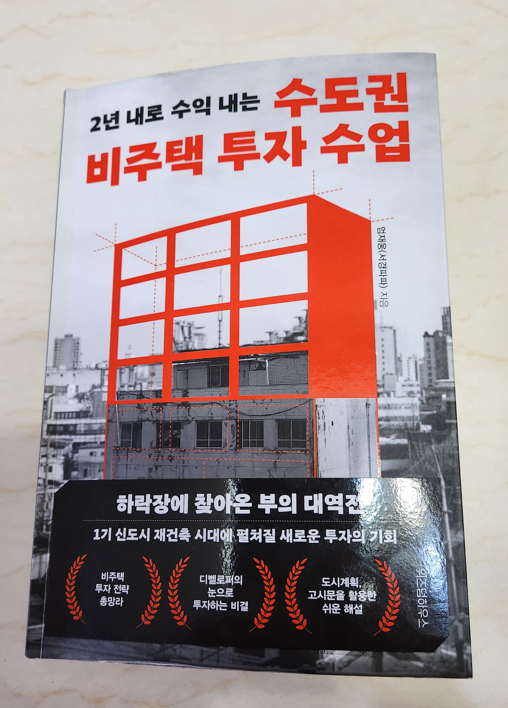 2년 내로 수익 내는 수도권
비주택 투자 수업
엄재웅(서경파파) 지음
하락장에 찾아온 부의 대역전
1기 신도시 재건축 시대에 펼쳐질 새로운 투자의 기회
비주택
투자 전략
총망라
디벨로퍼의
눈으로
투자하는 비결
도시계획,
고시문을 활용한
쉬운 해설
위즈덤하우스